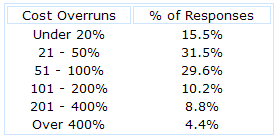 Cost Overruns % of Responses
Under 20% 15.5%
21 - 50% 31.5%
51 - 100% 29.6%
101 - 200% 10.2%
201 - 400% 8.8%
Over 400% 4.4%